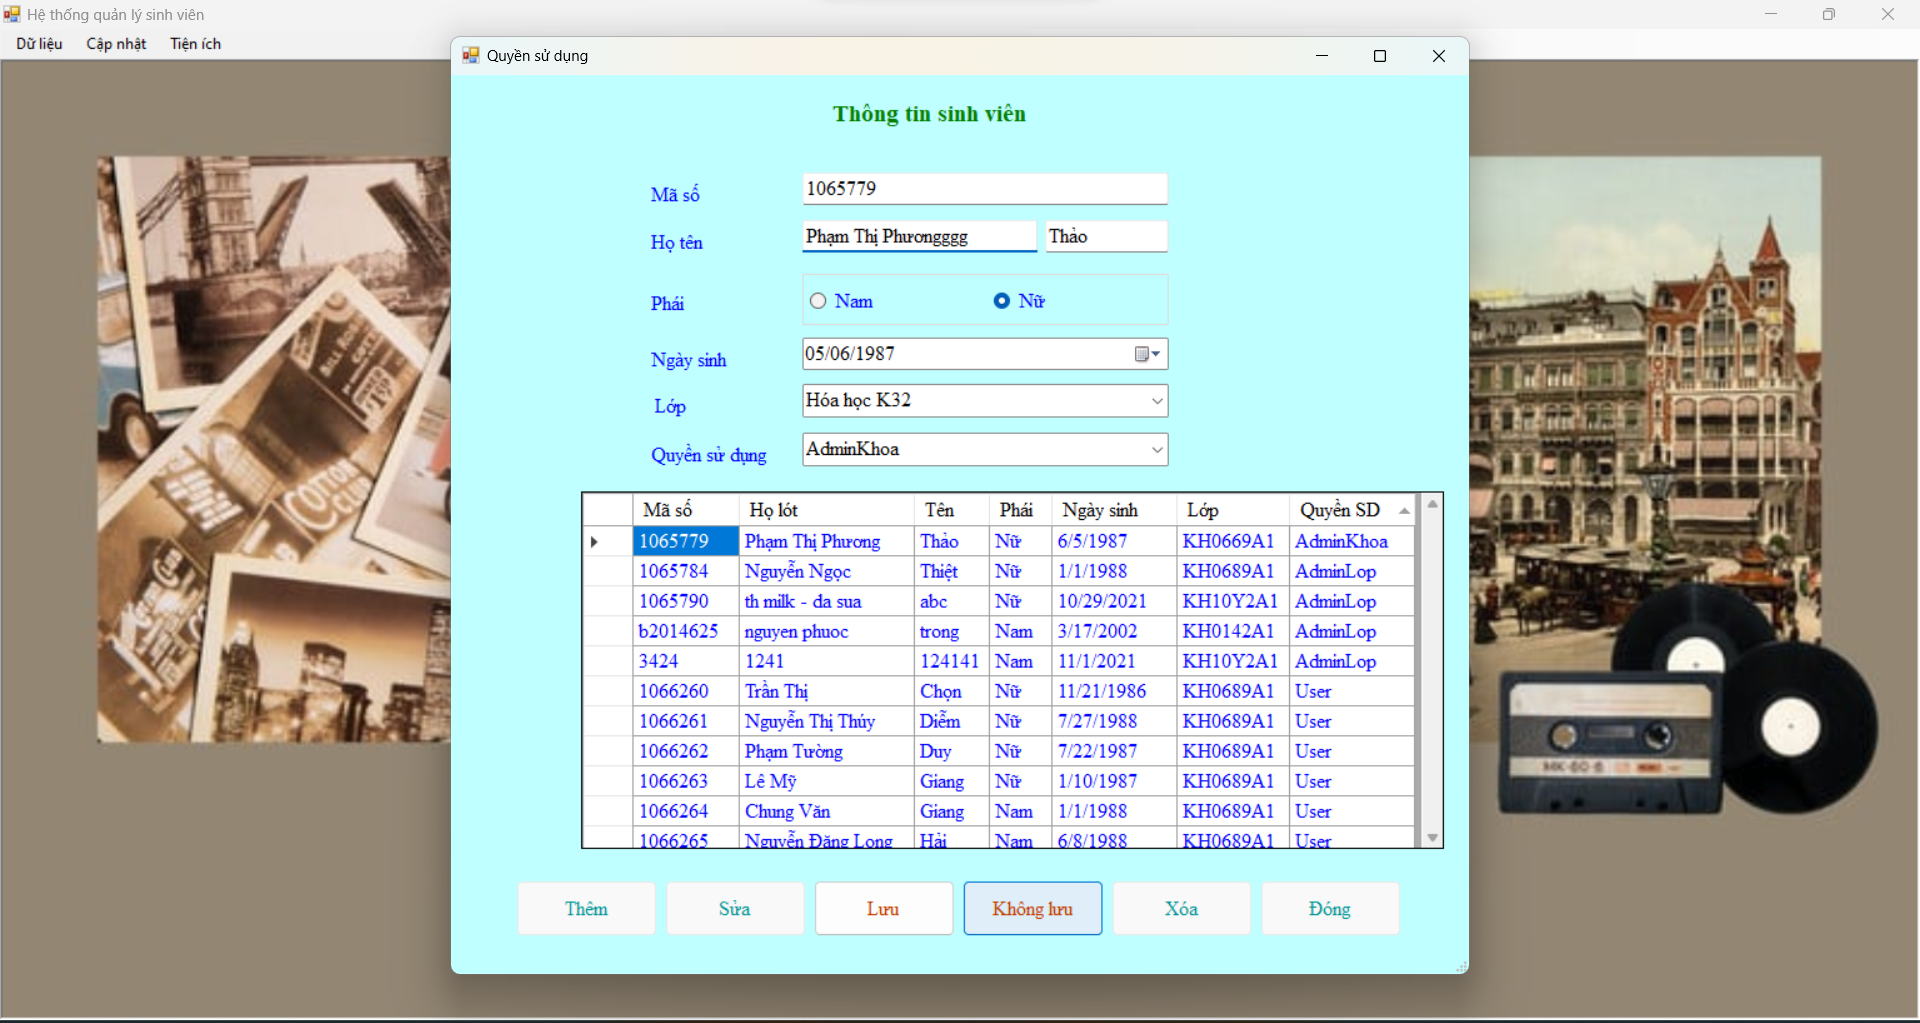 Hệ thống quản lý sinh viên
Dữ liệu Cập nhật Tiện ích
Quyền sử dụng
Thông tin sinh viên
Mã số 1065779
Họ tên Phạm Thị Phươngggg Thảo
Phái Nam Nữ
Ngày sinh 05/06/1987
Lớp Hóa học K32
Quyền sử dụng AdminKhoa
Mã số Họ lót Tên Phái Ngày sinh Lớp Quyền SD
1065779 Phạm Thị Phương Thảo Nữ 6/5/1987 KH0669A1 AdminKhoa
1065784 Nguyễn Ngọc Thiệt Nữ 1/1/1988 KH0689A1 AdminLop
1065790 th milk - da sua abc Nữ 10/29/2021 KH10Y2A1 AdminLop
b2014625 nguyen phuoc trong Nam 3/17/2002 KH0142A1 AdminLop
3424 1241 124141 Nam 11/1/2021 KH10Y2A1 AdminLop
1066260 Trần Thị Chọn Nữ 11/21/1986 KH0689A1 User
1066261 Nguyễn Thị Thúy Diễm Nữ 7/27/1988 KH0689A1 User
1066262 Phạm Tường Duy Nữ 7/22/1987 KH0689A1 User
1066263 Lê Mỹ Giang Nữ 1/10/1987 KH0689A1 User
1066264 Chung Văn Giang Nam 1/1/1988 KH0689A1 User
1066265 Nguyễn Đăng Long Hải Nam 6/8/1988 KH0689A1 User
Thêm Sửa Lưu Không lưu Xóa Đóng
COTTON CLUB